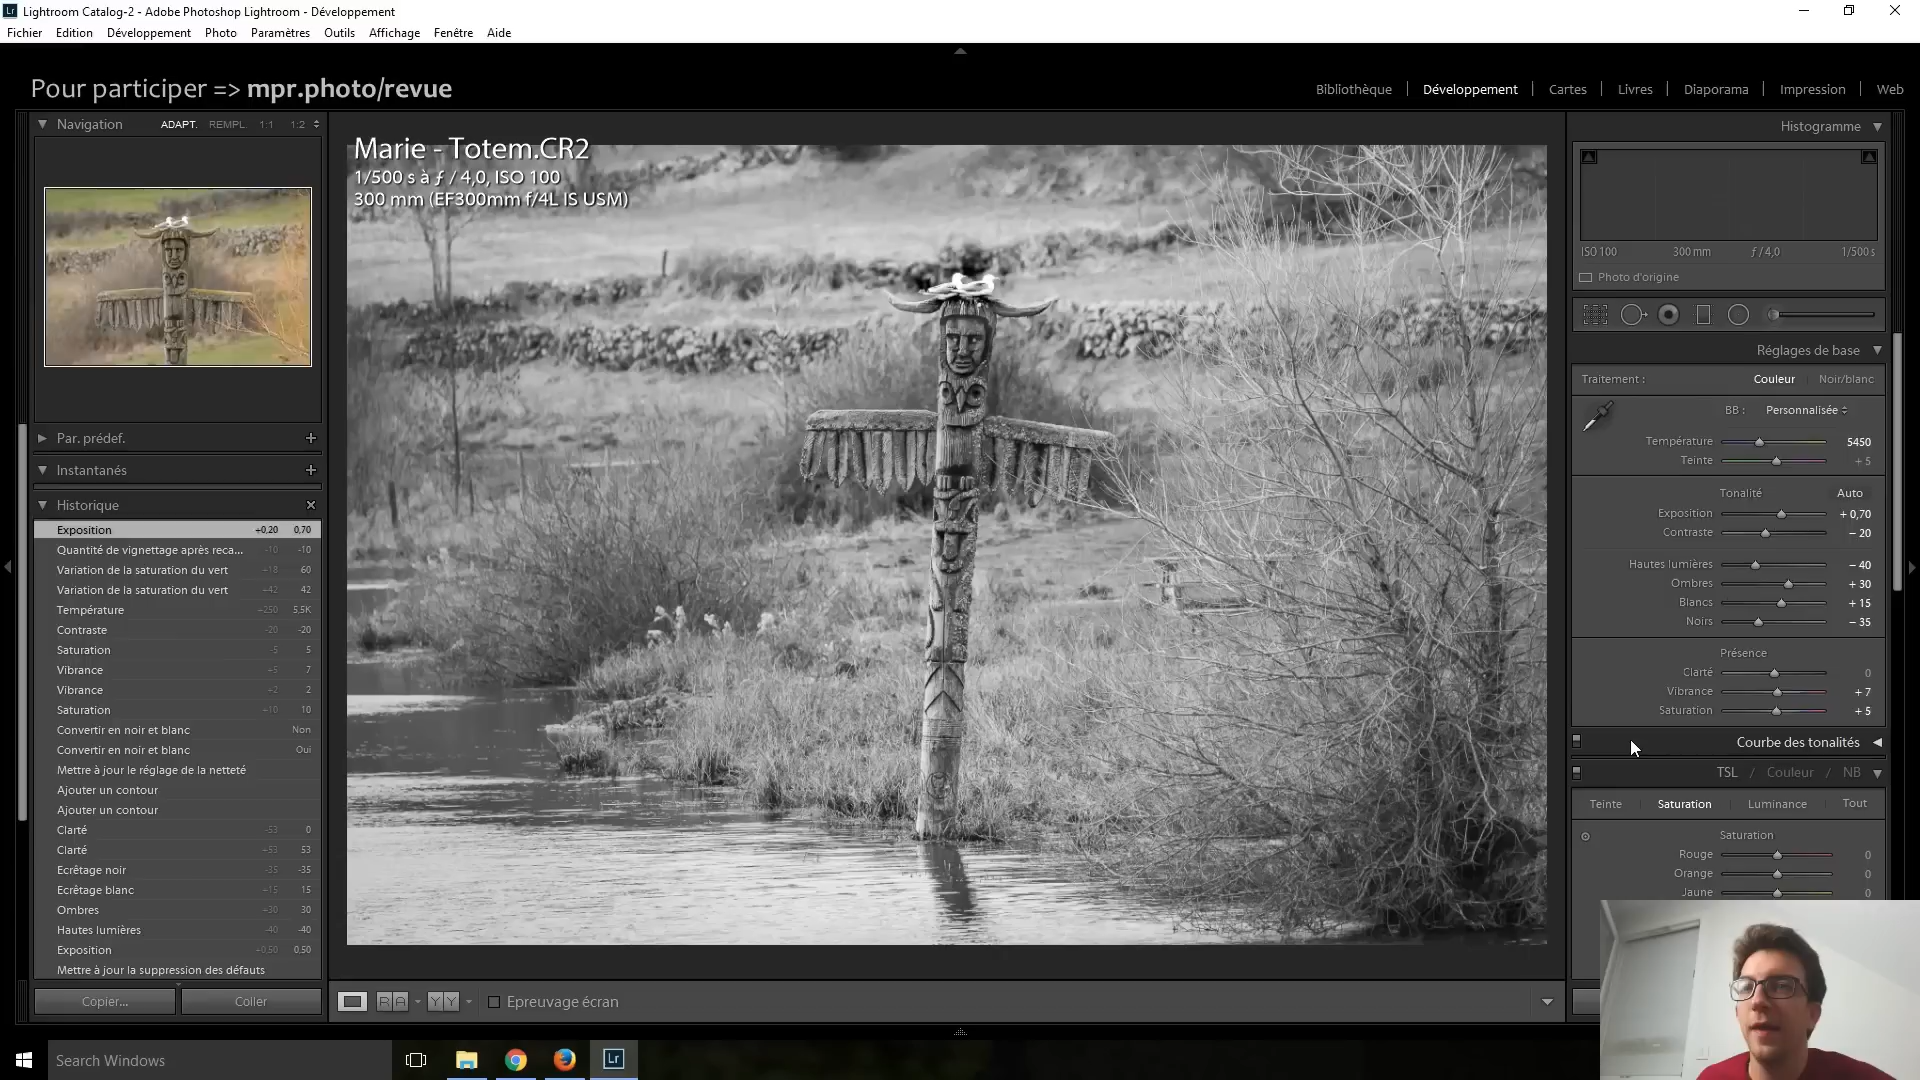 Lightroom Catalog-2 - Adobe Photoshop Lightroom - Développement
Fichier Edition Développement Photo Paramètres Outils Affichage Fenêtre Aide
Pour participer => mpr.photo/revue
Bibliothèque | Développement | Cartes | Livres | Diaporama | Impression | Web
Navigation ADAPT. REMPL. 1:1 1:2
Par. prédef.
Instantanés
Historique
Exposition +0,20 0,70
Quantité de vignettage après reca... -10 -10
Variation de la saturation du vert +18 60
Variation de la saturation du vert +42 42
Température +250 5,5K
Contraste -20 -20
Saturation -5 5
Vibrance +5 7
Vibrance +2 2
Saturation +10 10
Convertir en noir et blanc Non
Convertir en noir et blanc Oui
Mettre à jour le réglage de la netteté
Ajouter un contour
Ajouter un contour
Clarté -53 0
Clarté +53 53
Ecrêtage noir -35 -35
Ecrêtage blanc +15 15
Ombres +30 30
Hautes lumières -40 -40
Exposition +0,50 0,50
Mettre à jour la suppression des défauts
Copier... Coller
Marie - Totem.CR2
1/500 s à ƒ / 4,0, ISO 100
300 mm (EF300mm f/4L IS USM)
R A Y Y Epreuvage écran
Histogramme
ISO 100 300 mm ƒ / 4,0 1/500 s
Photo d'origine
Réglages de base
Traitement : Couleur | Noir/blanc
BB : Personnalisée
Température 5450
Teinte + 5
Tonalité Auto
Exposition + 0,70
Contraste − 20
Hautes lumières − 40
Ombres + 30
Blancs + 15
Noirs − 35
Présence
Clarté 0
Vibrance + 7
Saturation + 5
Courbe des tonalités
TSL / Couleur / NB
Teinte Saturation Luminance Tout
Saturation
Rouge 0
Orange 0
Jaune 0
Search Windows
Lr